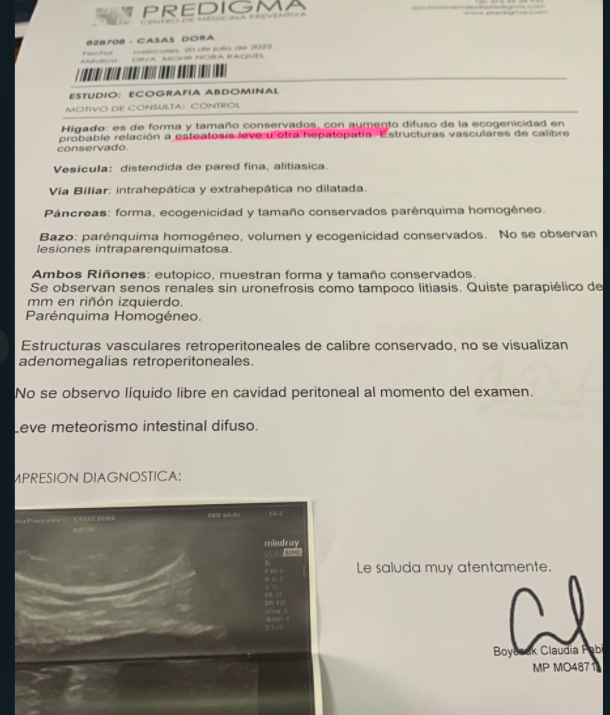 PREDIGMA
CENTRO DE MEDICINA PREVENTIVA
www.predigma.com
828708 - CASAS DORA
Fecha miércoles, 20 de julio de 2022
Médico DR/A. MOHR NORA RAQUEL
ESTUDIO: ECOGRAFIA ABDOMINAL
MOTIVO DE CONSULTA: CONTROL
Higado: es de forma y tamaño conservados, con aumento difuso de la ecogenicidad en
probable relación a esteatosis leve u otra hepatopatía. Estructuras vasculares de calibre
conservado.
Vesicula: distendida de pared fina, alitiasica.
Via Biliar: intrahepática y extrahepática no dilatada.
Páncreas: forma, ecogenicidad y tamaño conservados parénquima homogéneo.
Bazo: parénquima homogéneo, volumen y ecogenicidad conservados. No se observan
lesiones intraparenquimatosa.
Ambos Riñones: eutopico, muestran forma y tamaño conservados.
Se observan senos renales sin uronefrosis como tampoco litiasis. Quiste parapiélico de
mm en riñón izquierdo.
Parénquima Homogéneo.
Estructuras vasculares retroperitoneales de calibre conservado, no se visualizan
adenomegalias retroperitoneales.
No se observo líquido libre en cavidad peritoneal al momento del examen.
Leve meteorismo intestinal difuso.
MPRESION DIAGNOSTICA:
CASAS DORA
mindray
Le saluda muy atentamente.
Claudia
MP MO4871